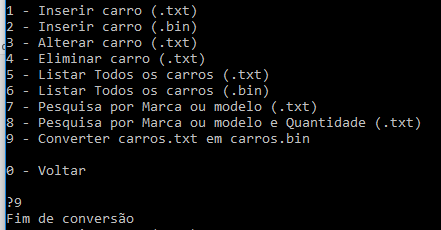 1 - Inserir carro (.txt)
2 - Inserir carro (.bin)
3 - Alterar carro (.txt)
4 - Eliminar carro (.txt)
5 - Listar Todos os carros (.txt)
6 - Listar Todos os carros (.bin)
7 - Pesquisa por Marca ou modelo (.txt)
8 - Pesquisa por Marca ou modelo e Quantidade (.txt)
9 - Converter carros.txt em carros.bin
0 - Voltar
?9
Fim de conversão